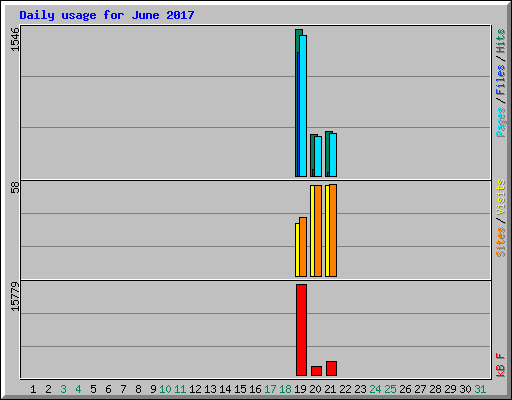 Daily usage for June 2017
1546
58
15779
Pages/Files/Hits
Sites/Visits
kB F
1 2 3 4 5 6 7 8 9 10 11 12 13 14 15 16 17 18 19 20 21 22 23 24 25 26 27 28 29 30 31